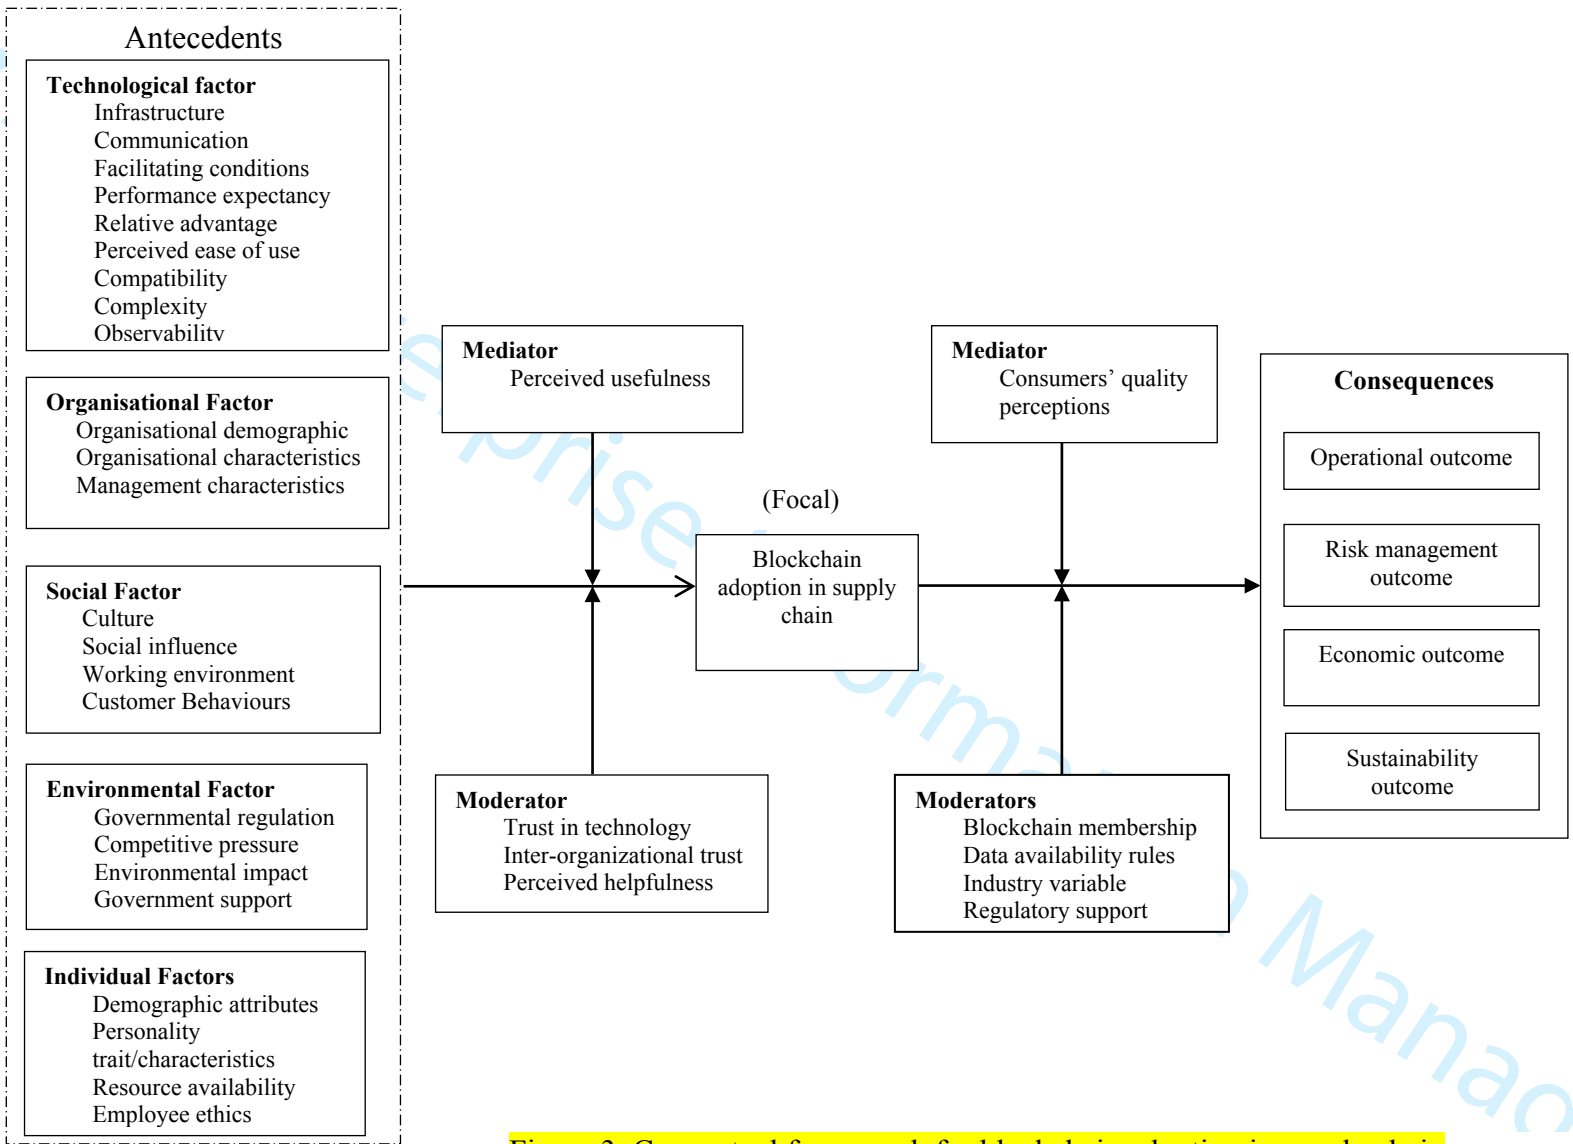 Antecedents
Technological factor
Infrastructure
Communication
Facilitating conditions
Performance expectancy
Relative advantage
Perceived ease of use
Compatibility
Complexity
Observability
Organisational Factor
Organisational demographic
Organisational characteristics
Management characteristics
Social Factor
Culture
Social influence
Working environment
Customer Behaviours
Environmental Factor
Governmental regulation
Competitive pressure
Environmental impact
Government support
Individual Factors
Demographic attributes
Personality
trait/characteristics
Resource availability
Employee ethics
Mediator
Perceived usefulness
Moderator
Trust in technology
Inter-organizational trust
Perceived helpfulness
(Focal)
Blockchain
adoption in supply
chain
Mediator
Consumers’ quality
perceptions
Moderators
Blockchain membership
Data availability rules
Industry variable
Regulatory support
Consequences
Operational outcome
Risk management
outcome
Economic outcome
Sustainability
outcome